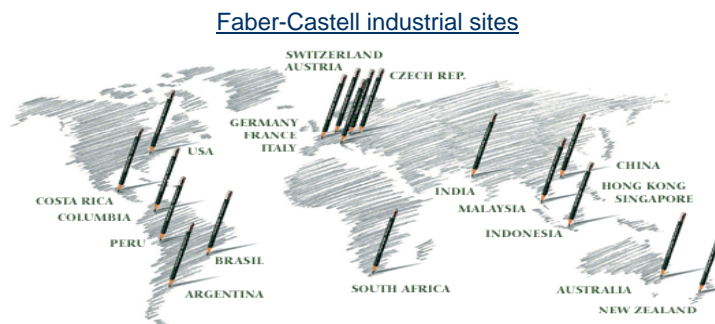 Faber-Castell industrial sites
SWITZERLAND
AUSTRIA
CZECH REP.
GERMANY
FRANCE
ITALY
USA
COSTA RICA
COLUMBIA
PERU
BRASIL
ARGENTINA
SOUTH AFRICA
INDIA
MALAYSIA
INDONESIA
CHINA
HONG KONG
SINGAPORE
AUSTRALIA
NEW ZEALAND